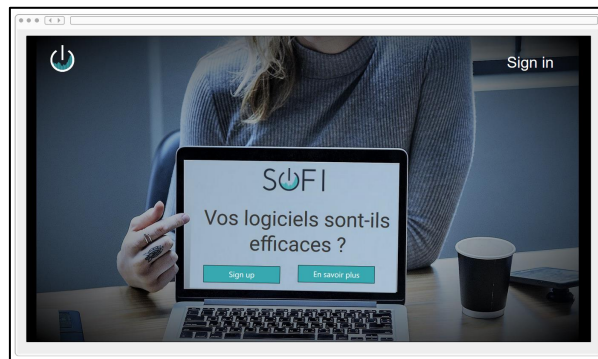 Sign in
SOFI
Vos logiciels sont-ils
efficaces ?
Sign up
En savoir plus